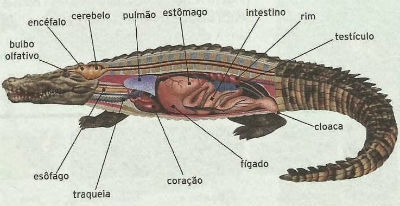 encéfalo
cerebelo
pulmão
estômago
intestino
rim
testículo
bulbo
olfativo
cloaca
esôfago
traqueia
coração
fígado